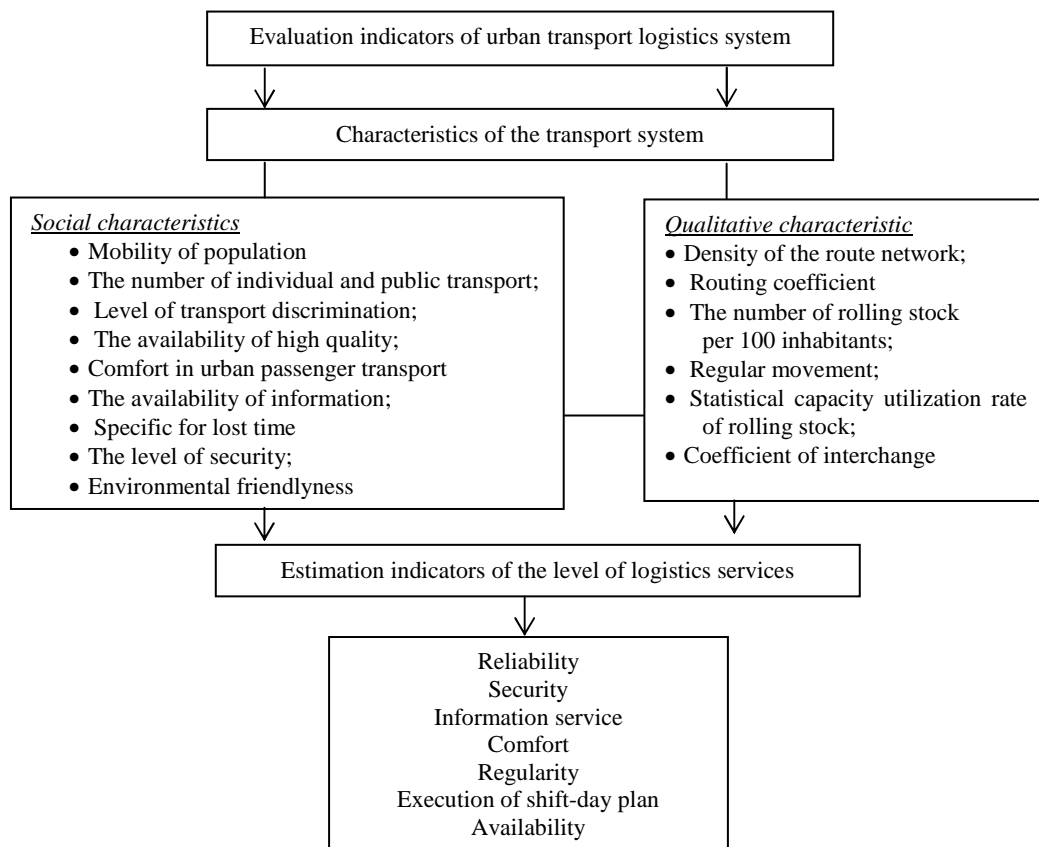 Evaluation indicators of urban transport logistics system
Characteristics of the transport system
Social characteristics
• Mobility of population
• The number of individual and public transport;
• Level of transport discrimination;
• The availability of high quality;
• Comfort in urban passenger transport
• The availability of information;
• Specific for lost time
• The level of security;
• Environmental friendlyness
Qualitative characteristic
• Density of the route network;
• Routing coefficient
• The number of rolling stock
per 100 inhabitants;
• Regular movement;
• Statistical capacity utilization rate
of rolling stock;
• Coefficient of interchange
Estimation indicators of the level of logistics services
Reliability
Security
Information service
Comfort
Regularity
Execution of shift-day plan
Availability